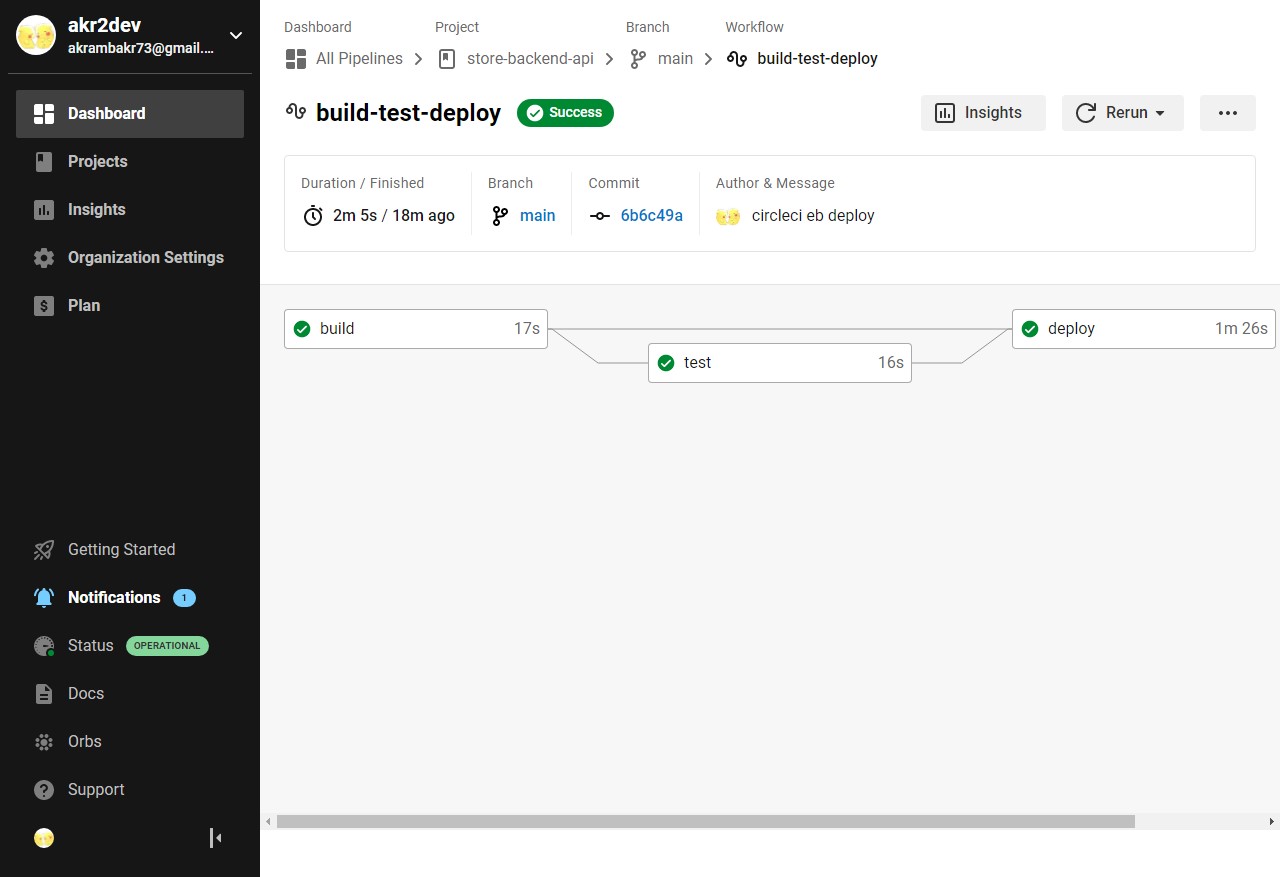 akr2dev
akrambakr73@gmail....
Dashboard
Projects
Insights
Organization Settings
Plan
Getting Started
Notifications 1
Status OPERATIONAL
Docs
Orbs
Support
Dashboard Project Branch Workflow
All Pipelines store-backend-api main build-test-deploy
build-test-deploy Success Insights Rerun
Duration / Finished Branch Commit Author & Message
2m 5s / 18m ago main 6b6c49a circleci eb deploy
build 17s
test 16s
deploy 1m 26s